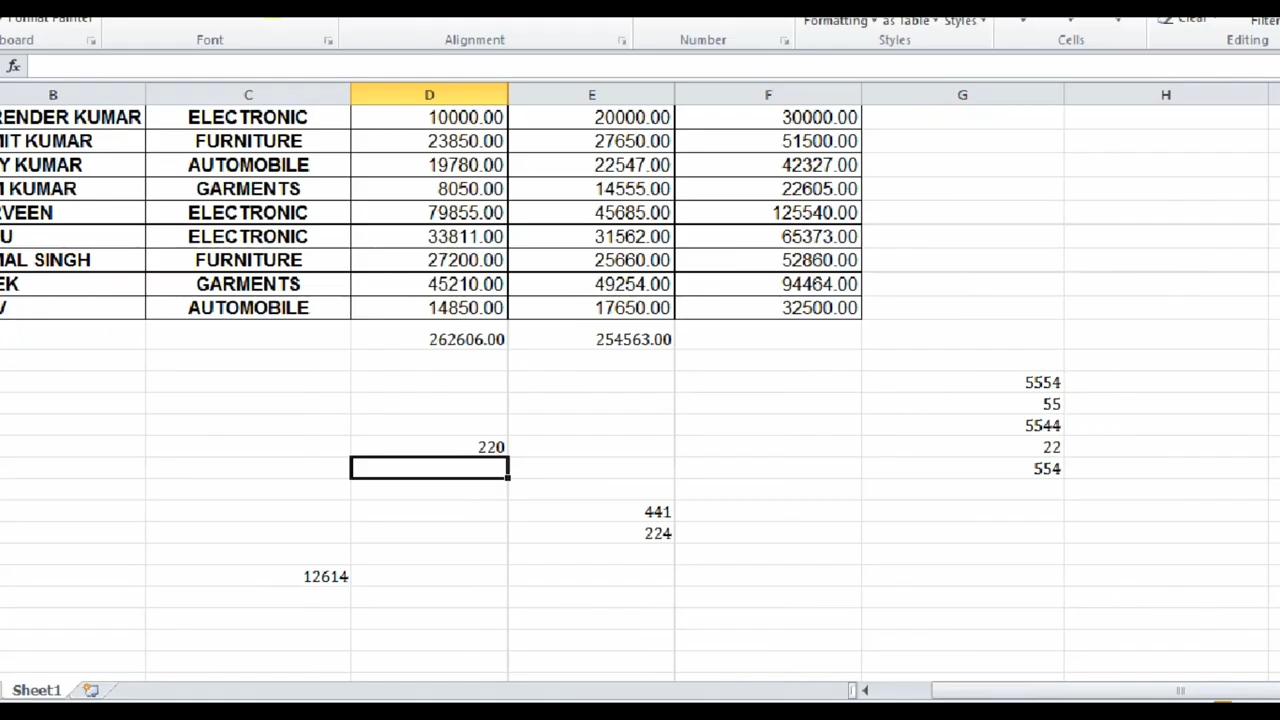 Format Painter
Formatting as Table Styles Clear Filter
board Font Alignment Number Styles Cells Editing
fx
B C D E F G H
RENDER KUMAR ELECTRONIC 10000.00 20000.00 30000.00
MIT KUMAR FURNITURE 23850.00 27650.00 51500.00
Y KUMAR AUTOMOBILE 19780.00 22547.00 42327.00
M KUMAR GARMENTS 8050.00 14555.00 22605.00
RVEEN ELECTRONIC 79855.00 45685.00 125540.00
U ELECTRONIC 33811.00 31562.00 65373.00
MAL SINGH FURNITURE 27200.00 25660.00 52860.00
EK GARMENTS 45210.00 49254.00 94464.00
V AUTOMOBILE 14850.00 17650.00 32500.00
262606.00 254563.00
5554
55
5544
220 22
554
441
224
12614
Sheet1